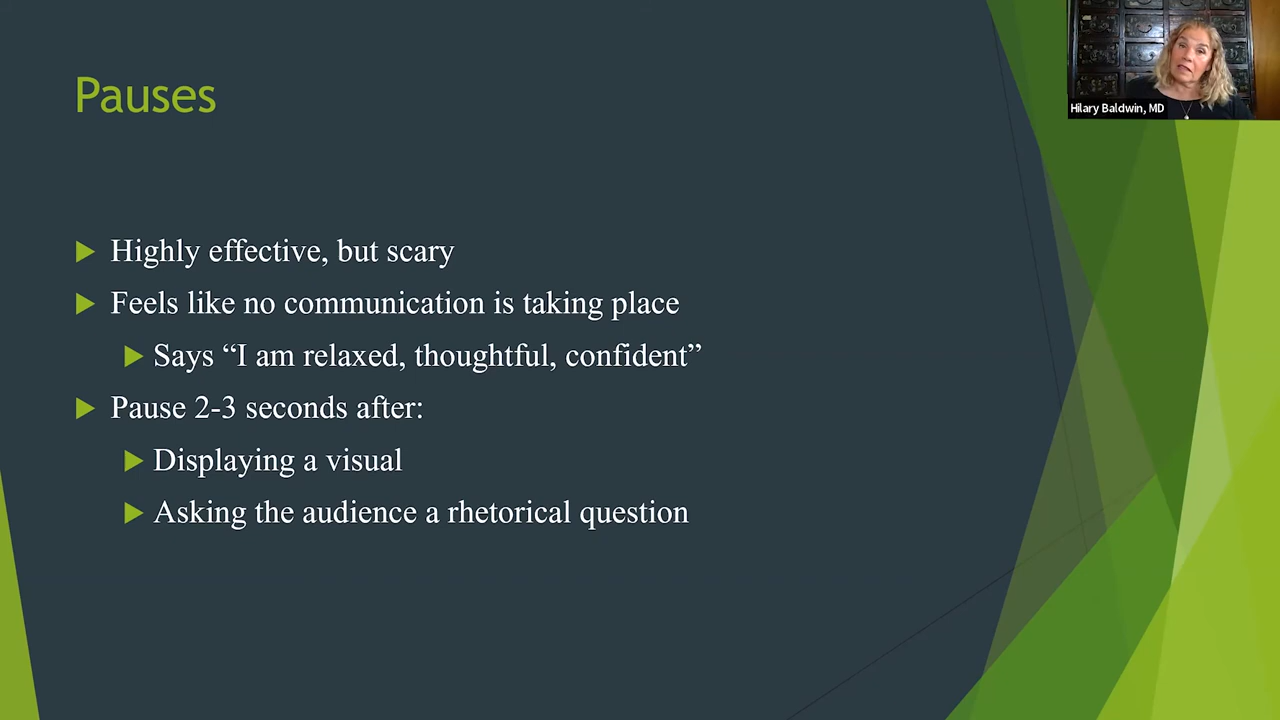 Pauses
Hilary Baldwin, MD
Highly effective, but scary
Feels like no communication is taking place
Says “I am relaxed, thoughtful, confident”
Pause 2-3 seconds after:
Displaying a visual
Asking the audience a rhetorical question